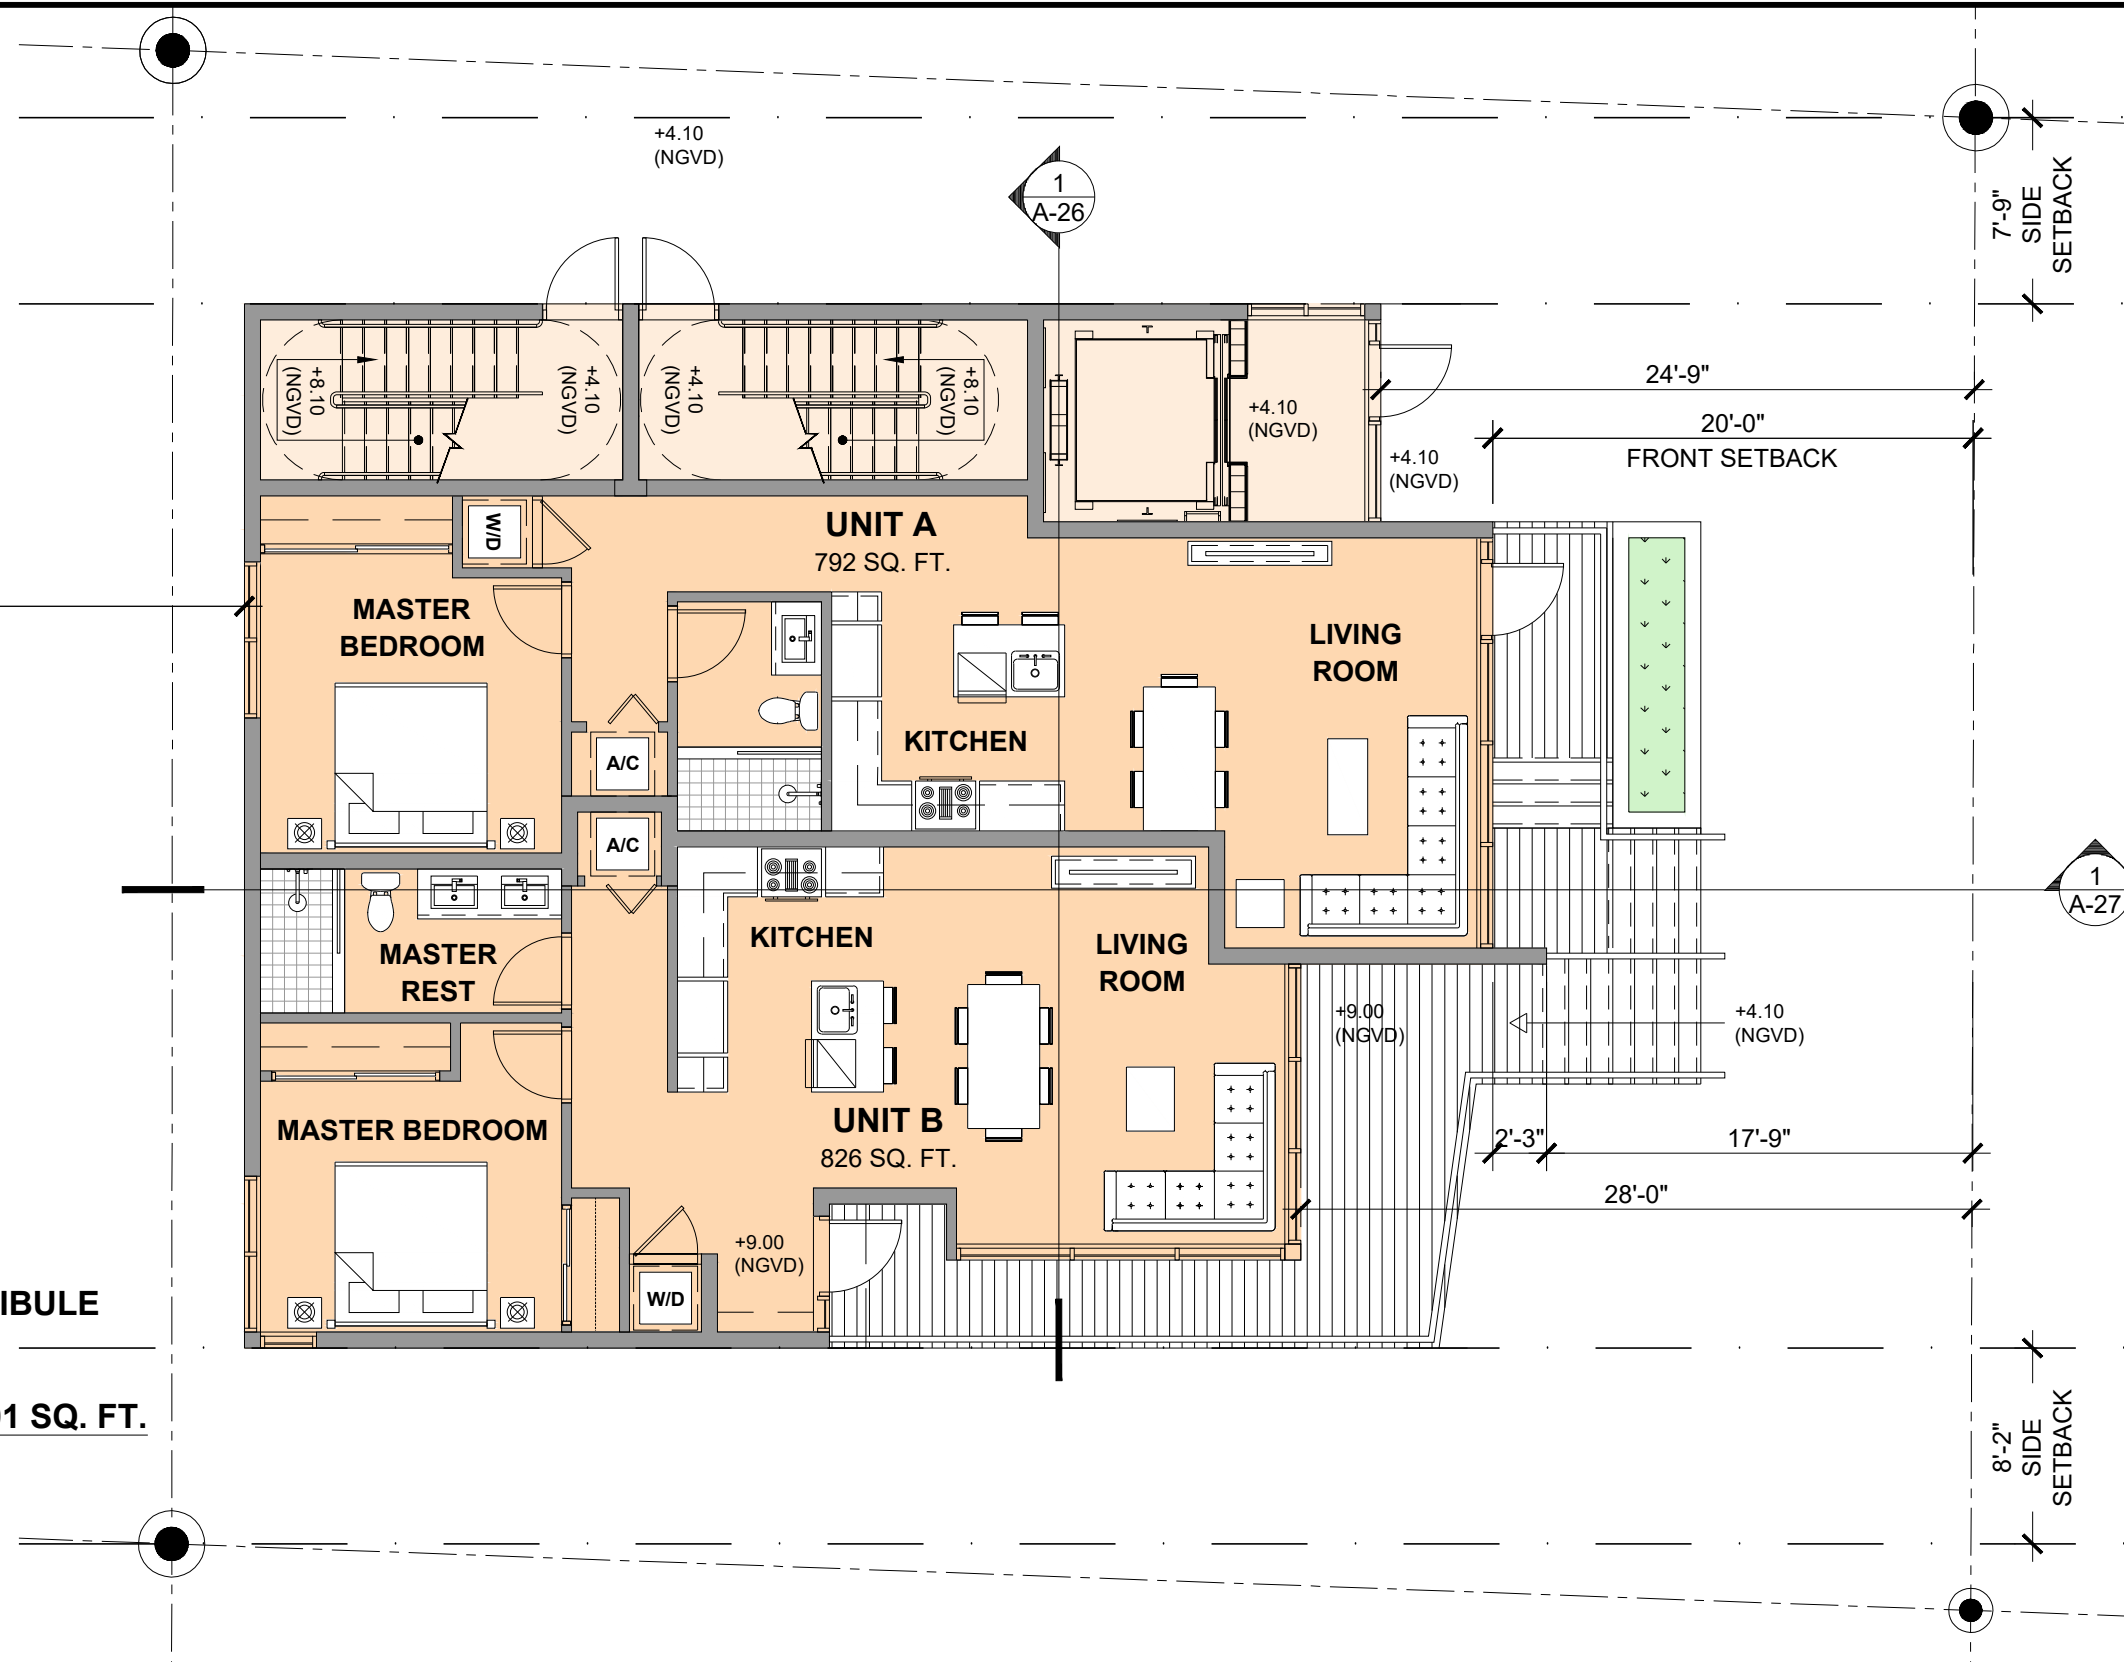 +4.10
(NGVD)
1
A-26
7'-9"
SIDE
SETBACK
+8.10
(NGVD)
+4.10
(NGVD)
+4.10
(NGVD)
+8.10
(NGVD)
+4.10
(NGVD)
+4.10
(NGVD)
24'-9"
20'-0"
FRONT SETBACK
W/D
UNIT A
792 SQ. FT.
MASTER
BEDROOM
LIVING
ROOM
KITCHEN
A/C
A/C
1
A-27
KITCHEN
MASTER
REST
LIVING
ROOM
+9.00
(NGVD)
+4.10
(NGVD)
MASTER BEDROOM
UNIT B
826 SQ. FT.
2'-3"
17'-9"
28'-0"
+9.00
(NGVD)
W/D
IBULE
1 SQ. FT.
8'-2"
SIDE
SETBACK